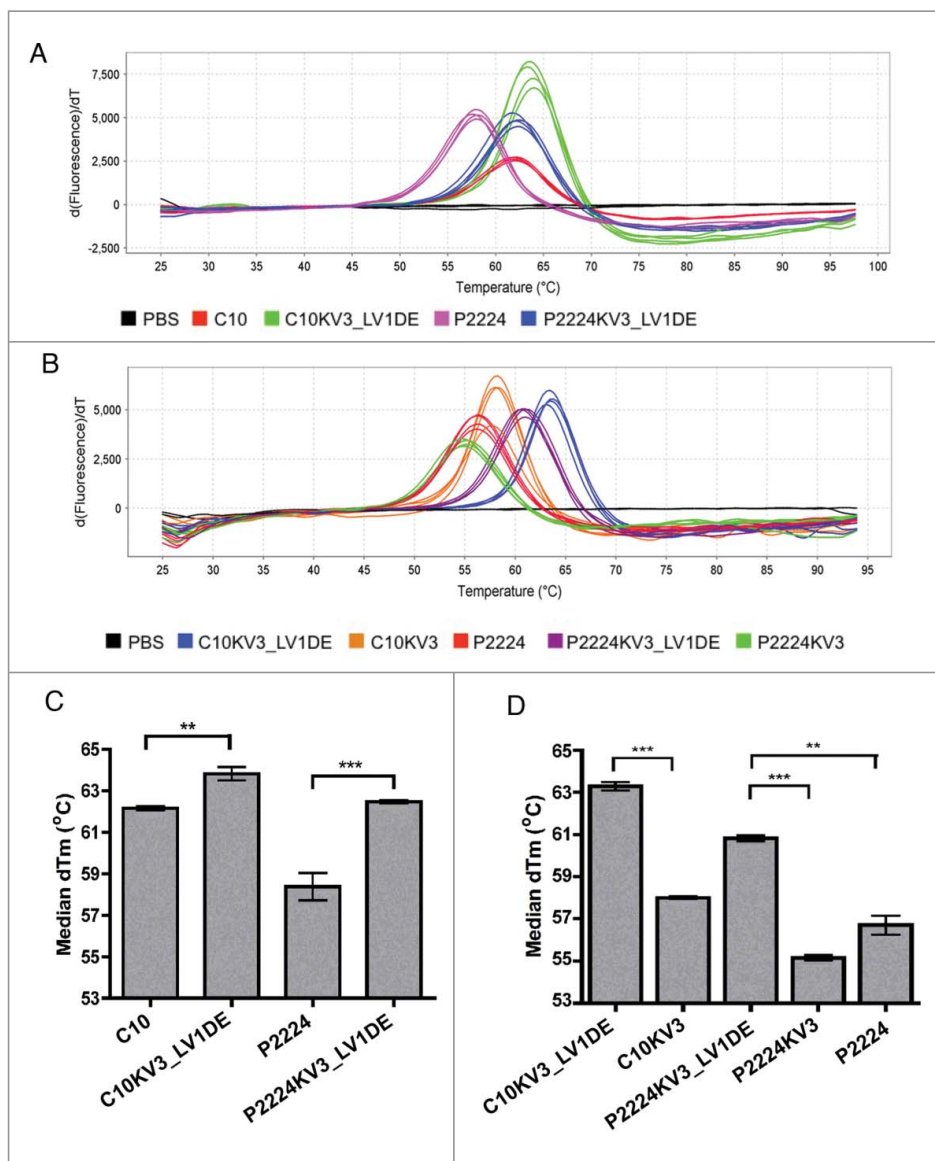 A
d(Fluorescence)/dT
7,500
5,000
2,500
0
-2,500
25 30 35 40 45 50 55 60 65 70 75 80 85 90 95 100
Temperature (°C)
PBS C10 C10KV3_LV1DE P2224 P2224KV3_LV1DE
B
d(Fluorescence)/dT
5,000
2,500
0
25 30 35 40 45 50 55 60 65 70 75 80 85 90 95
Temperature (°C)
PBS C10KV3_LV1DE C10KV3 P2224 P2224KV3_LV1DE P2224KV3
C
Median dTm (°C)
65
63
61
59
57
55
53
**
***
C10
C10KV3_LV1DE
P2224
P2224KV3_LV1DE
D
Median dTm (°C)
65
63
61
59
57
55
53
***
**
***
C10KV3_LV1DE
C10KV3
P2224KV3_LV1DE
P2224KV3
P2224